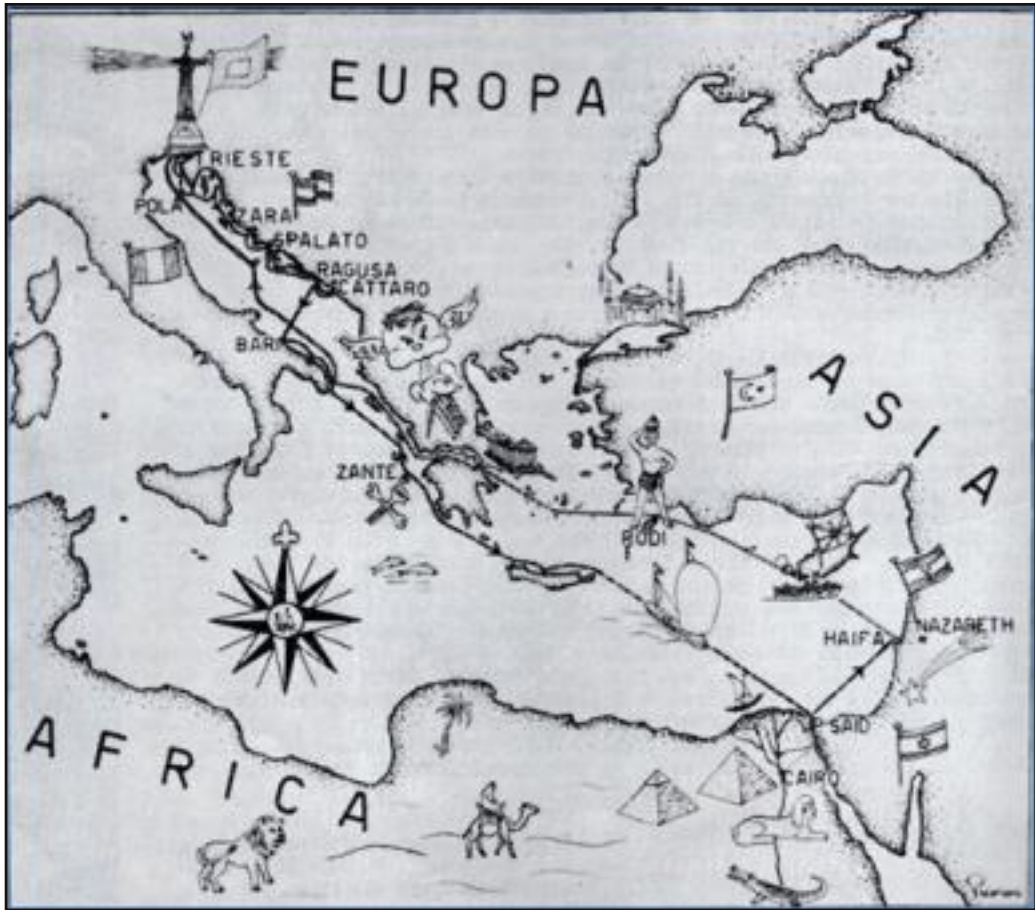 EUROPA
TRIESTE
POLA
ZARA
SPALATO
RAGUSA
CATTARO
BARI
ASIA
ZANTE
RODI
HAIFA
NAZARETH
P. SAID
CAIRO
AFRICA